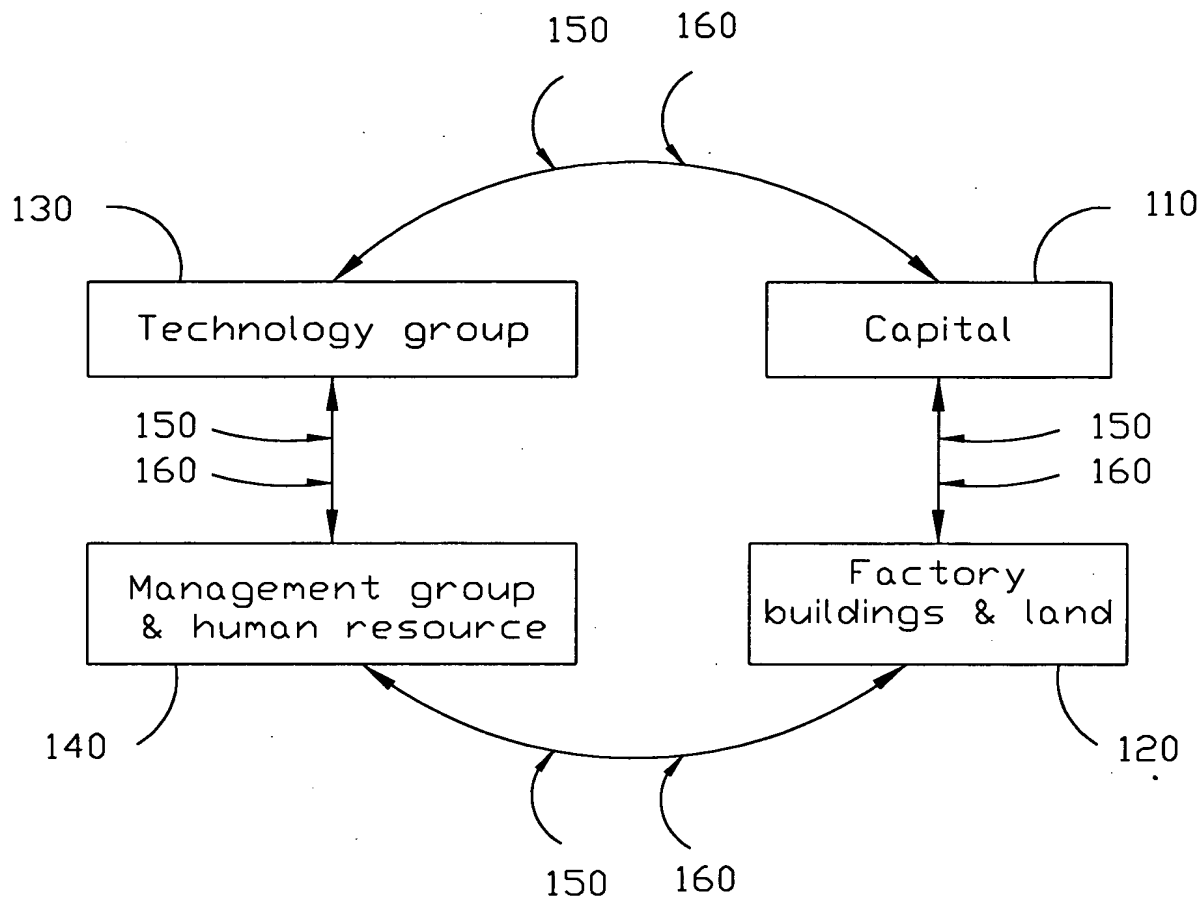 150 160
130 110
Technology group Capital
150 150
160 160
Management group
& human resource
Factory
buildings & land
140 120
150 160